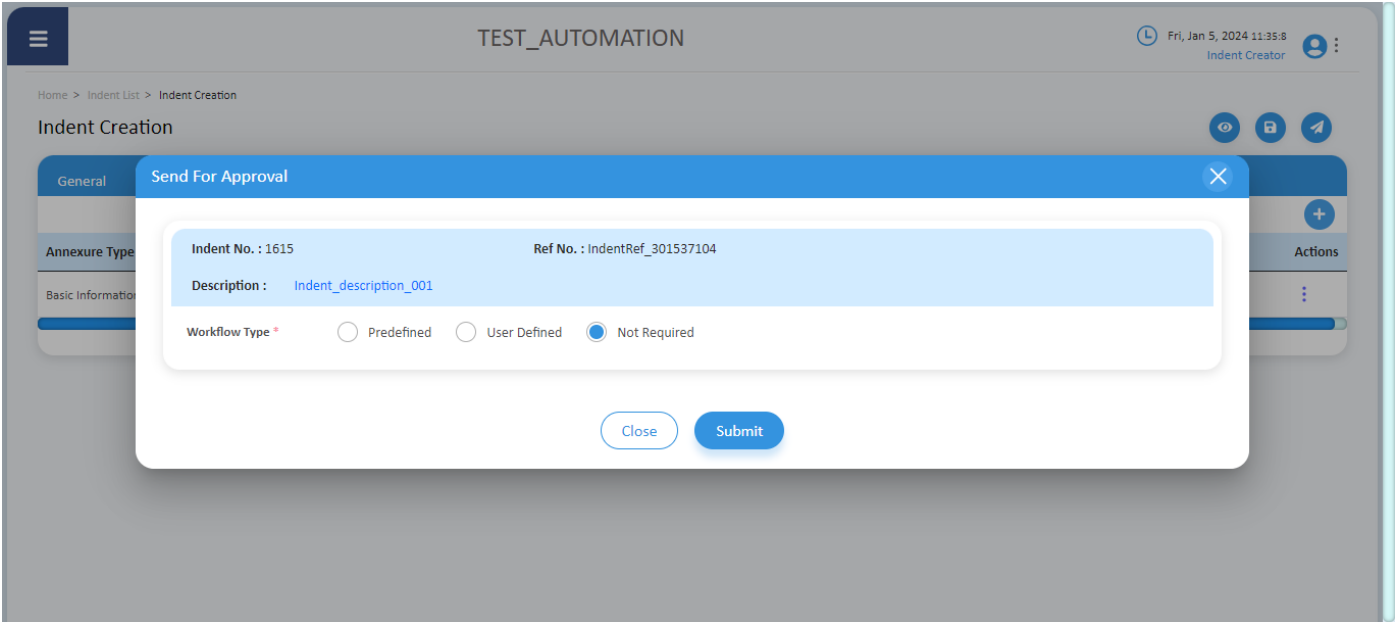 TEST_AUTOMATION
Fri, Jan 5, 2024 11:35:8
Indent Creator
Home > Indent List > Indent Creation
Indent Creation
General
Send For Approval
Indent No. : 1615 Ref No. : IndentRef_301537104
Annexure Type Actions
Description : Indent_description_001
Basic Information
Workflow Type * Predefined User Defined Not Required
Close Submit